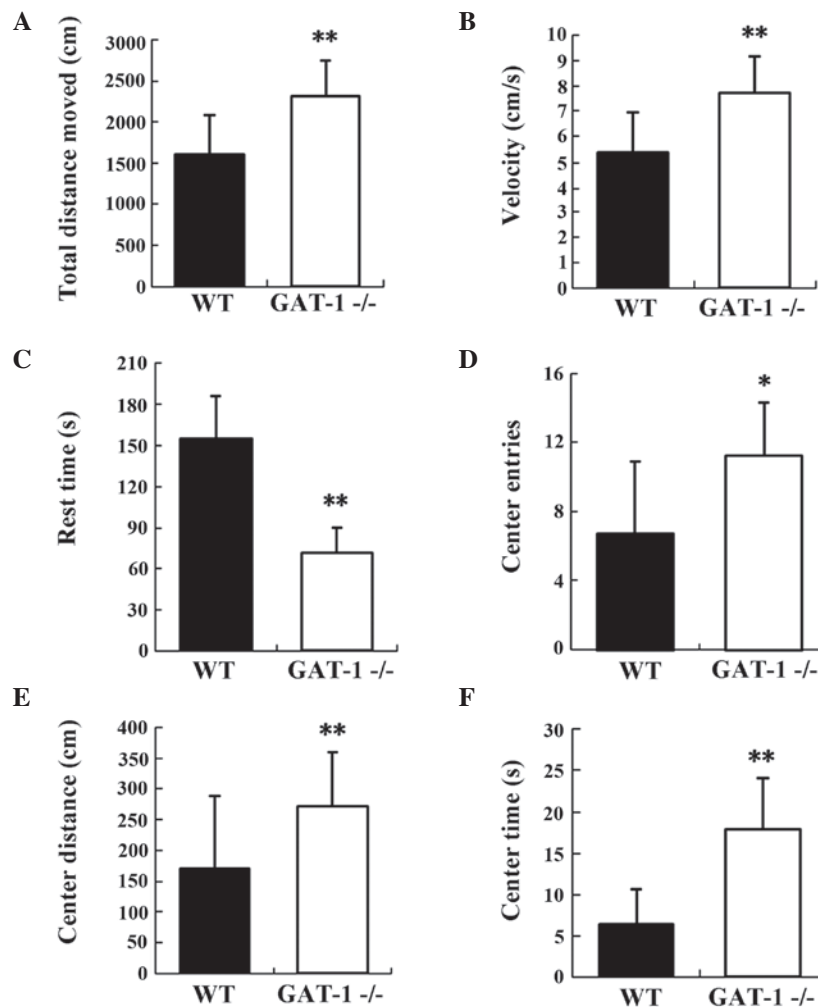 A
Total distance moved (cm)
3000
2500
2000
1500
1000
500
0
**
WT
GAT-1 -/-
B
Velocity (cm/s)
10
9
8
7
6
5
4
3
2
1
0
**
WT
GAT-1 -/-
C
Rest time (s)
210
180
150
120
90
60
30
0
**
WT
GAT-1 -/-
D
Center entries
16
12
8
4
0
*
WT
GAT-1 -/-
E
Center distance (cm)
400
350
300
250
200
150
100
50
0
**
WT
GAT-1 -/-
F
Center time (s)
30
25
20
15
10
5
0
**
WT
GAT-1 -/-